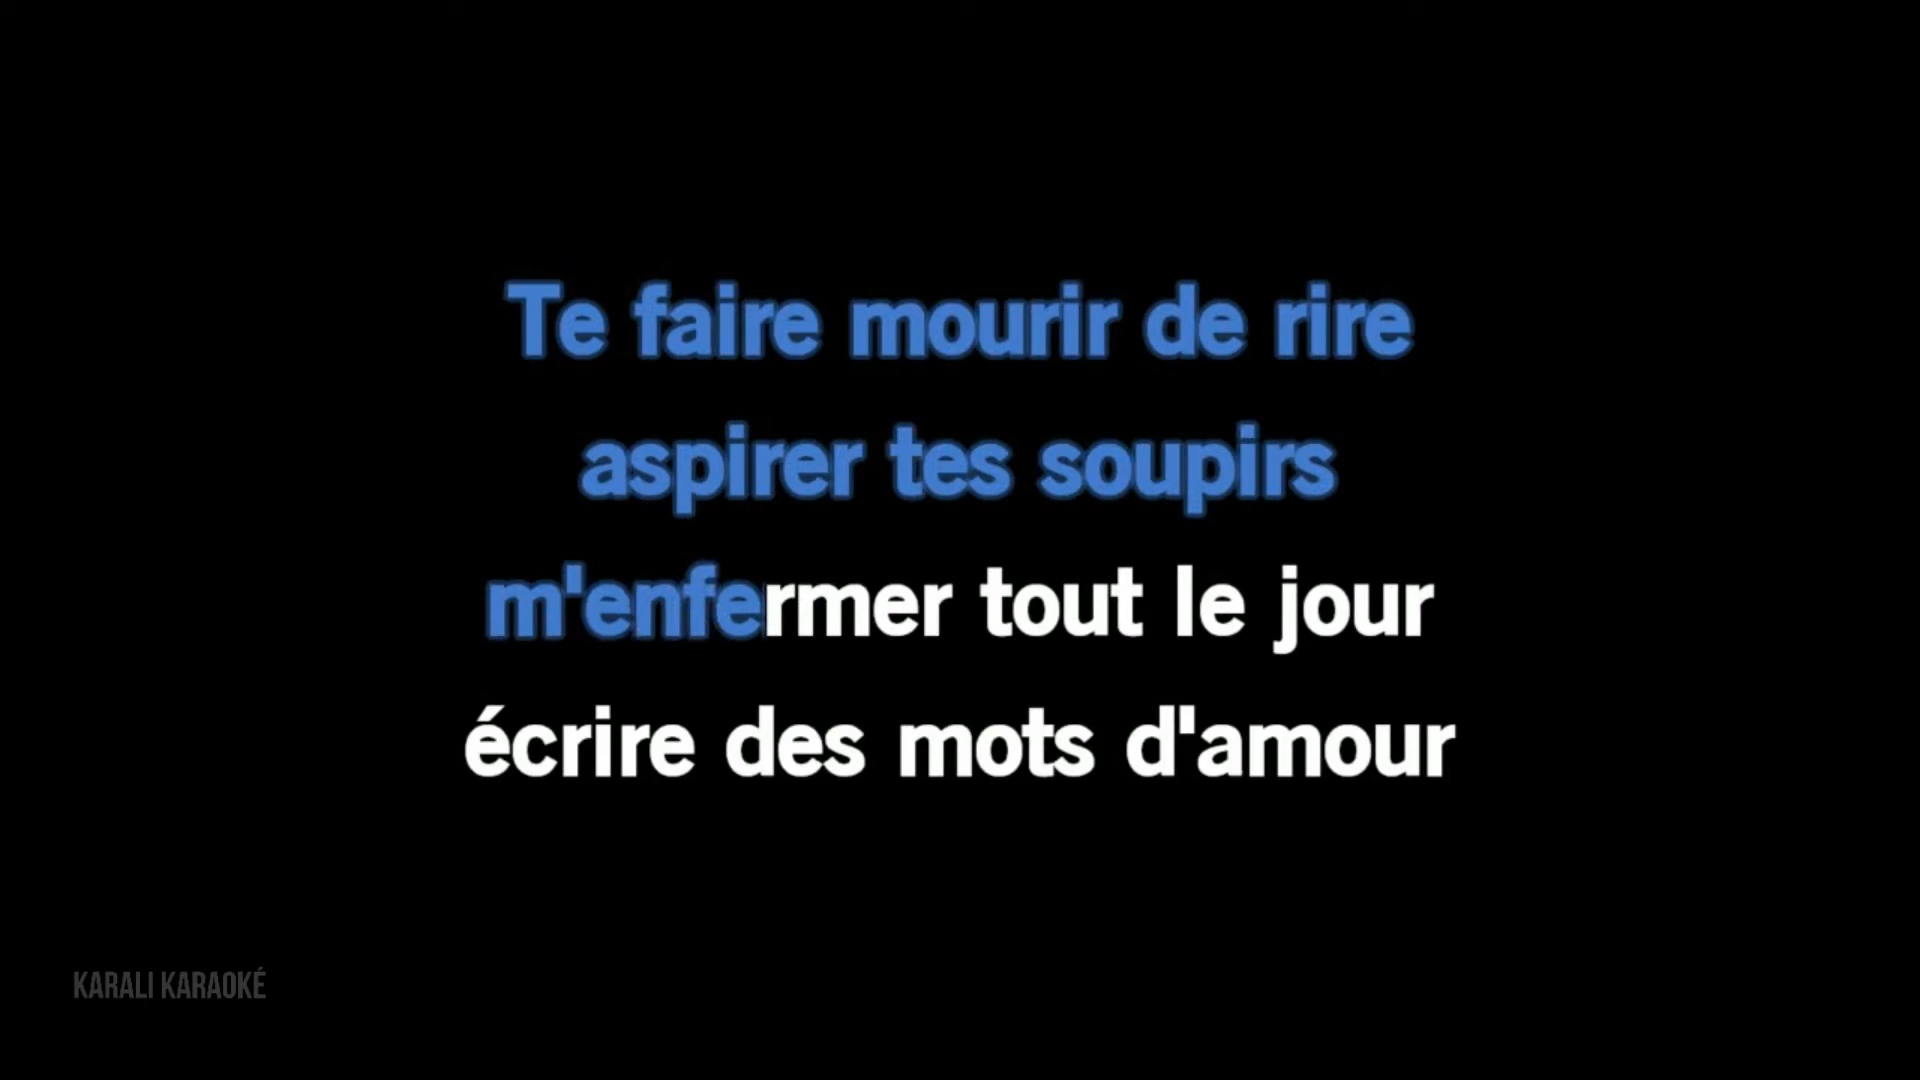 Te faire mourir de rire
aspirer tes soupirs
m'enfermer tout le jour
écrire des mots d'amour
KARALI KARAOKÉ